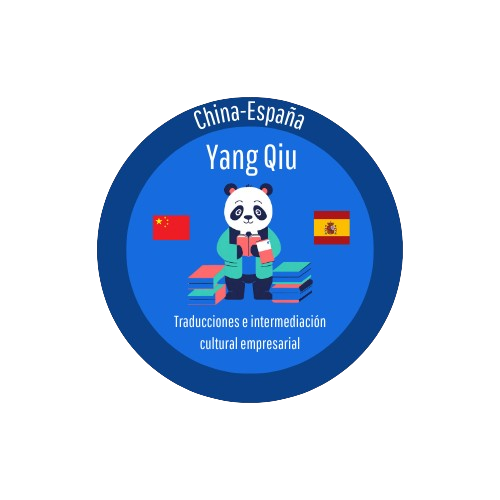 China-España
Yang Qiu
Traducciones e intermediación
cultural empresarial